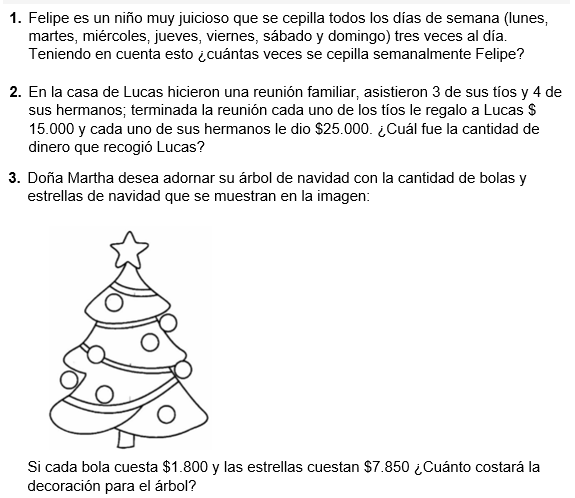 1. Felipe es un niño muy juicioso que se cepilla todos los días de semana (lunes,
martes, miércoles, jueves, viernes, sábado y domingo) tres veces al día.
Teniendo en cuenta esto ¿cuántas veces se cepilla semanalmente Felipe?
2. En la casa de Lucas hicieron una reunión familiar, asistieron 3 de sus tíos y 4 de
sus hermanos; terminada la reunión cada uno de los tíos le regalo a Lucas $
15.000 y cada uno de sus hermanos le dio $25.000. ¿Cuál fue la cantidad de
dinero que recogió Lucas?
3. Doña Martha desea adornar su árbol de navidad con la cantidad de bolas y
estrellas de navidad que se muestran en la imagen:
Si cada bola cuesta $1.800 y las estrellas cuestan $7.850 ¿Cuánto costará la
decoración para el árbol?